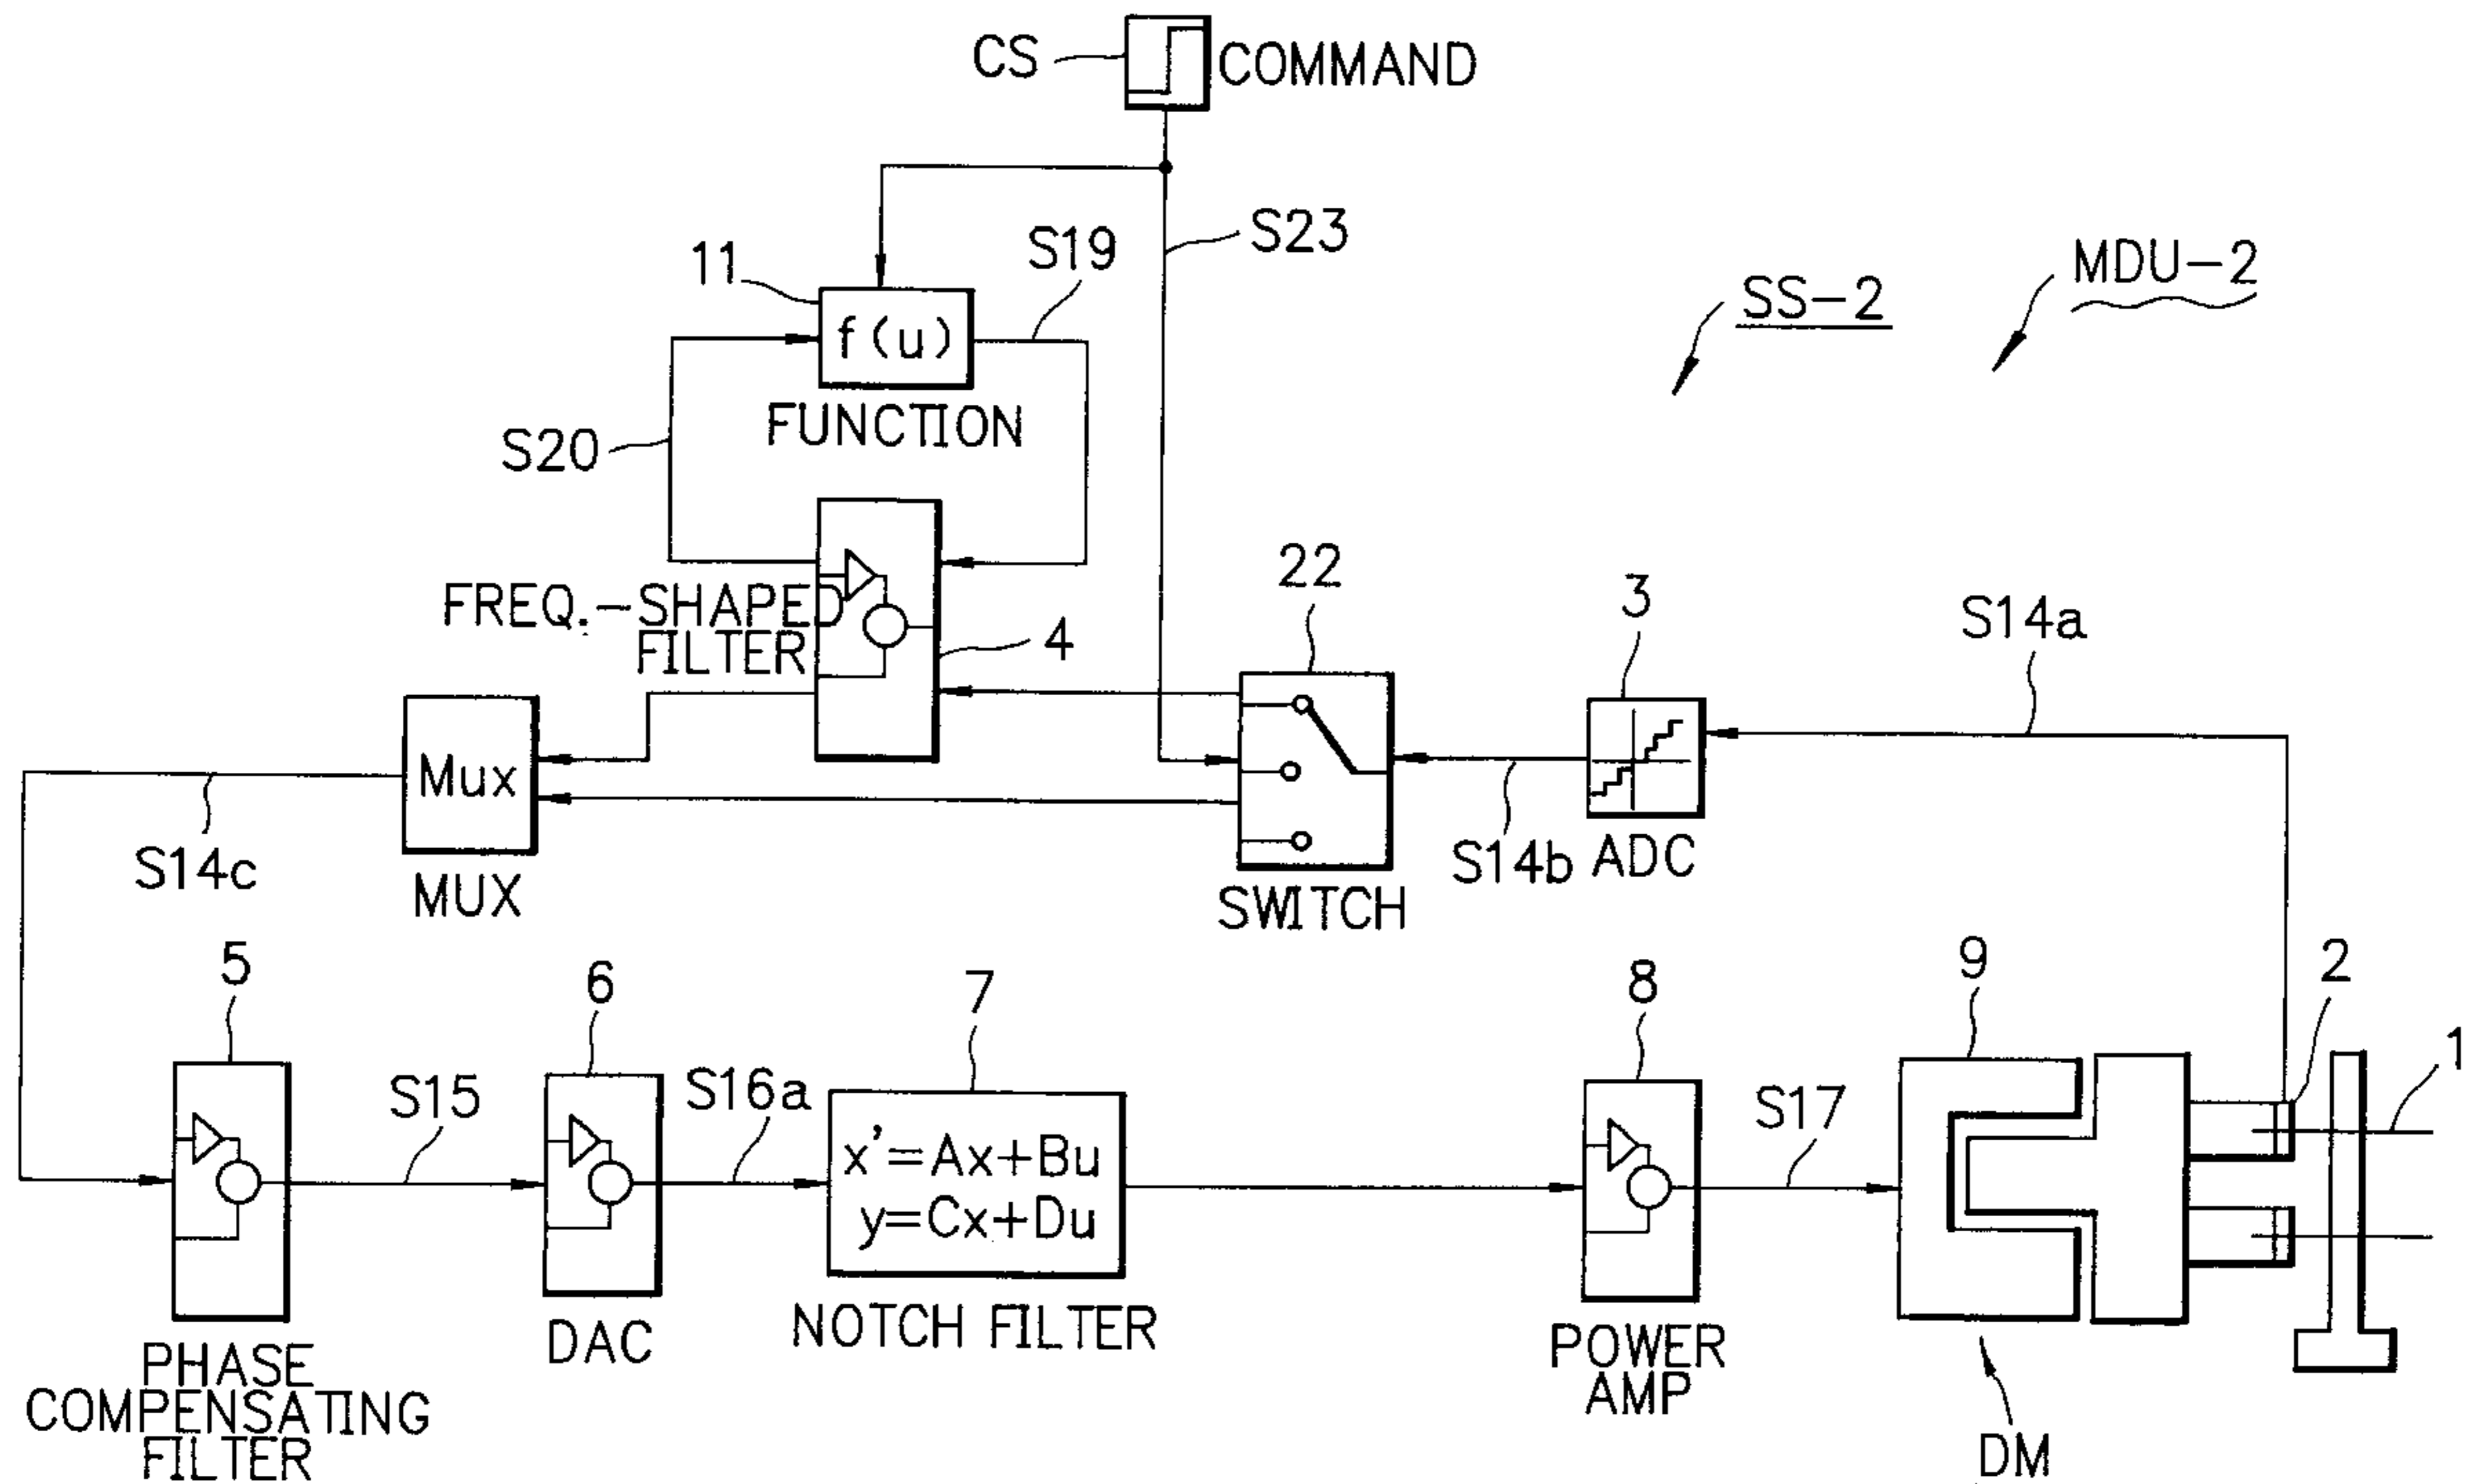 CS
COMMAND
S23
S19
11
MDU-2
SS-2
f(u)
FUNCTION
S20
22
3
S14a
FREQ.-SHAPED
FILTER
4
Mux
S14c
MUX
SWITCH
S14b
ADC
5
6
7
8
9
2
1
S15
S16a
x'=Ax+Bu
y=Cx+Du
S17
PHASE
COMPENSATING
FILTER
DAC
NOTCH FILTER
POWER
AMP
DM